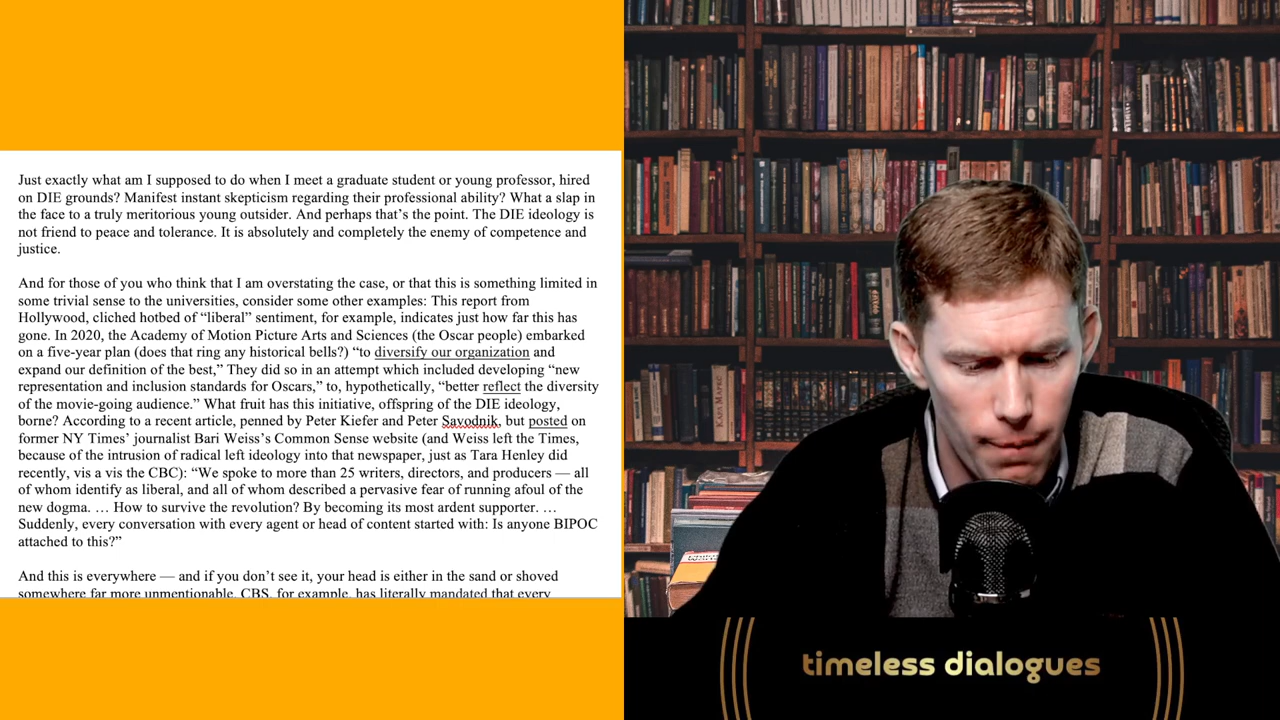 Just exactly what am I supposed to do when I meet a graduate student or young professor, hired
on DIE grounds? Manifest instant skepticism regarding their professional ability? What a slap in
the face to a truly meritorious young outsider. And perhaps that’s the point. The DIE ideology is
not friend to peace and tolerance. It is absolutely and completely the enemy of competence and
justice.
And for those of you who think that I am overstating the case, or that this is something limited in
some trivial sense to the universities, consider some other examples: This report from
Hollywood, cliched hotbed of “liberal” sentiment, for example, indicates just how far this has
gone. In 2020, the Academy of Motion Picture Arts and Sciences (the Oscar people) embarked
on a five-year plan (does that ring any historical bells?) “to diversify our organization and
expand our definition of the best,” They did so in an attempt which included developing “new
representation and inclusion standards for Oscars,” to, hypothetically, “better reflect the diversity
of the movie-going audience.” What fruit has this initiative, offspring of the DIE ideology,
borne? According to a recent article, penned by Peter Kiefer and Peter Savodnik, but posted on
former NY Times’ journalist Bari Weiss’s Common Sense website (and Weiss left the Times,
because of the intrusion of radical left ideology into that newspaper, just as Tara Henley did
recently, vis a vis the CBC): “We spoke to more than 25 writers, directors, and producers — all
of whom identify as liberal, and all of whom described a pervasive fear of running afoul of the
new dogma. … How to survive the revolution? By becoming its most ardent supporter. …
Suddenly, every conversation with every agent or head of content started with: Is anyone BIPOC
attached to this?”
And this is everywhere — and if you don’t see it, your head is either in the sand or shoved
somewhere far more unmentionable. CBS, for example, has literally mandated that every
КАРЛ МАРКС
timeless dialogues